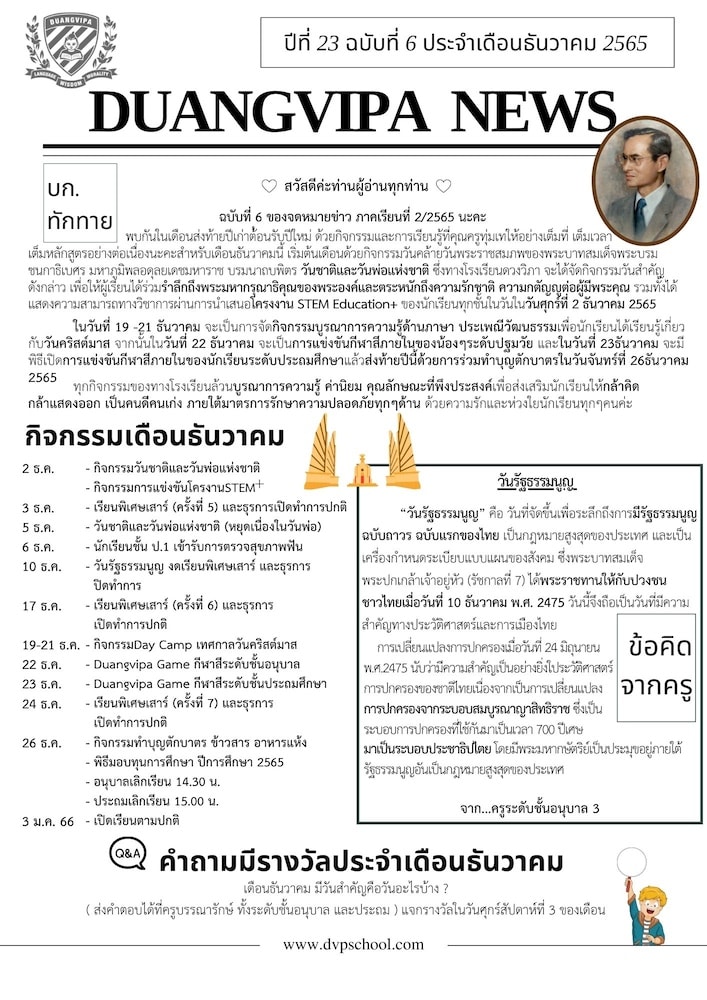 DUANGVIPA
LANGUAGE WISDOM MORALITY
ปีที่ 23 ฉบับที่ 6 ประจำเดือนธันวาคม 2565
DUANGVIPA NEWS
บก.
ทักทาย
♡ สวัสดีค่ะท่านผู้อ่านทุกท่าน ♡
ฉบับที่ 6 ของจดหมายข่าว ภาคเรียนที่ 2/2565 นะคะ
พบกันในเดือนส่งท้ายปีเก่าต้อนรับปีใหม่ ด้วยกิจกรรมและการเรียนรู้ที่คุณครูทุ่มเทให้อย่างเต็มที่ เต็มเวลา
เต็มหลักสูตรอย่างต่อเนื่องนะคะสำหรับเดือนธันวาคมนี้ เริ่มต้นเดือนด้วยกิจกรรมวันคล้ายวันพระราชสมภพของพระบาทสมเด็จพระบรม
ชนกาธิเบศร มหาภูมิพลอดุลยเดชมหาราช บรมนาถบพิตร วันชาติและวันพ่อแห่งชาติ ซึ่งทางโรงเรียนดวงวิภา จะได้จัดกิจกรรมวันสำคัญ
ดังกล่าว เพื่อให้ผู้เรียนได้ร่วมรำลึกถึงพระมหากรุณาธิคุณของพระองค์และตระหนักถึงความรักชาติ ความกตัญญูต่อผู้มีพระคุณ รวมทั้งได้
แสดงความสามารถทางวิชาการผ่านการนำเสนอโครงงาน STEM Education+ ของนักเรียนทุกชั้นในวันในวันศุกร์ที่ 2 ธันวาคม 2565
ในวันที่ 19 -21 ธันวาคม จะเป็นการจัดกิจกรรมบูรณาการความรู้ด้านภาษา ประเพณีวัฒนธรรมเพื่อนักเรียนได้เรียนรู้เกี่ยว
กับวันคริสต์มาส จากนั้นในวันที่ 22 ธันวาคม จะเป็นการแข่งขันกีฬาสีภายในของน้องๆระดับปฐมวัย และในวันที่ 23ธันวาคม จะมี
พิธีเปิดการแข่งขันกีฬาสีภายในของนักเรียนระดับประถมศึกษาแล้วส่งท้ายปีนี้ด้วยการร่วมทำบุญตักบาตรในวันจันทร์ที่ 26ธันวาคม
2565
ทุกกิจกรรมของทางโรงเรียนล้วนบูรณาการความรู้ ค่านิยม คุณลักษณะที่พึงประสงค์เพื่อส่งเสริมนักเรียนให้กล้าคิด
กล้าแสดงออก เป็นคนดีคนเก่ง ภายใต้มาตรการรักษาความปลอดภัยทุกๆด้าน ด้วยความรักและห่วงใยนักเรียนทุกๆคนค่ะ
กิจกรรมเดือนธันวาคม
2 ธ.ค. - กิจกรรมวันชาติและวันพ่อแห่งชาติ
- กิจกรรมการแข่งขันโครงงานSTEM+
3 ธ.ค. - เรียนพิเศษเสาร์ (ครั้งที่ 5) และธุรการเปิดทำการปกติ
5 ธ.ค. - วันชาติและวันพ่อแห่งชาติ (หยุดเนื่องในวันพ่อ)
6 ธ.ค. - นักเรียนชั้น ป.1 เข้ารับการตรวจสุขภาพฟัน
10 ธ.ค. - วันรัฐธรรมนูญ งดเรียนพิเศษเสาร์ และธุรการ
ปิดทำการ
17 ธ.ค. - เรียนพิเศษเสาร์ (ครั้งที่ 6) และธุรการ
เปิดทำการปกติ
19-21 ธ.ค. - กิจกรรมDay Camp เทศกาลวันคริสต์มาส
22 ธ.ค. - Duangvipa Game กีฬาสีระดับชั้นอนุบาล
23 ธ.ค. - Duangvipa Game กีฬาสีระดับชั้นประถมศึกษา
24 ธ.ค. - เรียนพิเศษเสาร์ (ครั้งที่ 7) และธุรการ
เปิดทำการปกติ
26 ธ.ค. - กิจกรรมทำบุญตักบาตร ข้าวสาร อาหารแห้ง
- พิธีมอบทุนการศึกษา ปีการศึกษา 2565
- อนุบาลเลิกเรียน 14.30 น.
- ประถมเลิกเรียน 15.00 น.
3 ม.ค. 66 - เปิดเรียนตามปกติ
วันรัฐธรรมนูญ
“วันรัฐธรรมนูญ” คือ วันที่จัดขึ้นเพื่อระลึกถึงการมีรัฐธรรมนูญ
ฉบับถาวร ฉบับแรกของไทย เป็นกฎหมายสูงสุดของประเทศ และเป็น
เครื่องกำหนดระเบียบแบบแผนของสังคม ซึ่งพระบาทสมเด็จ
พระปกเกล้าเจ้าอยู่หัว (รัชกาลที่ 7) ได้พระราชทานให้กับปวงชน
ชาวไทยเมื่อวันที่ 10 ธันวาคม พ.ศ. 2475 วันนี้จึงถือเป็นวันที่มีความ
สำคัญทางประวัติศาสตร์และการเมืองไทย
การเปลี่ยนแปลงการปกครองเมื่อวันที่ 24 มิถุนายน
พ.ศ.2475 นับว่ามีความสำคัญเป็นอย่างยิ่งในประวัติศาสตร์
การปกครองของชาติไทยเนื่องจากเป็นการเปลี่ยนแปลง
การปกครองจากระบอบสมบูรณาญาสิทธิราช ซึ่งเป็น
ระบอบการปกครองที่ใช้กันมาเป็นเวลา 700 ปีเศษ
มาเป็นระบอบประชาธิปไตย โดยมีพระมหากษัตริย์เป็นประมุขอยู่ภายใต้
รัฐธรรมนูญอันเป็นกฎหมายสูงสุดของประเทศ
จาก...ครูระดับชั้นอนุบาล 3
ข้อคิด
จากครู
Q&A
คำถามมีรางวัลประจำเดือนธันวาคม
เดือนธันวาคม มีวันสำคัญคือวันอะไรบ้าง ?
( ส่งคำตอบได้ที่ครูบรรณารักษ์ ทั้งระดับชั้นอนุบาล และประถม ) แจกรางวัลในวันศุกร์สัปดาห์ที่ 3 ของเดือน
www.dvpschool.com